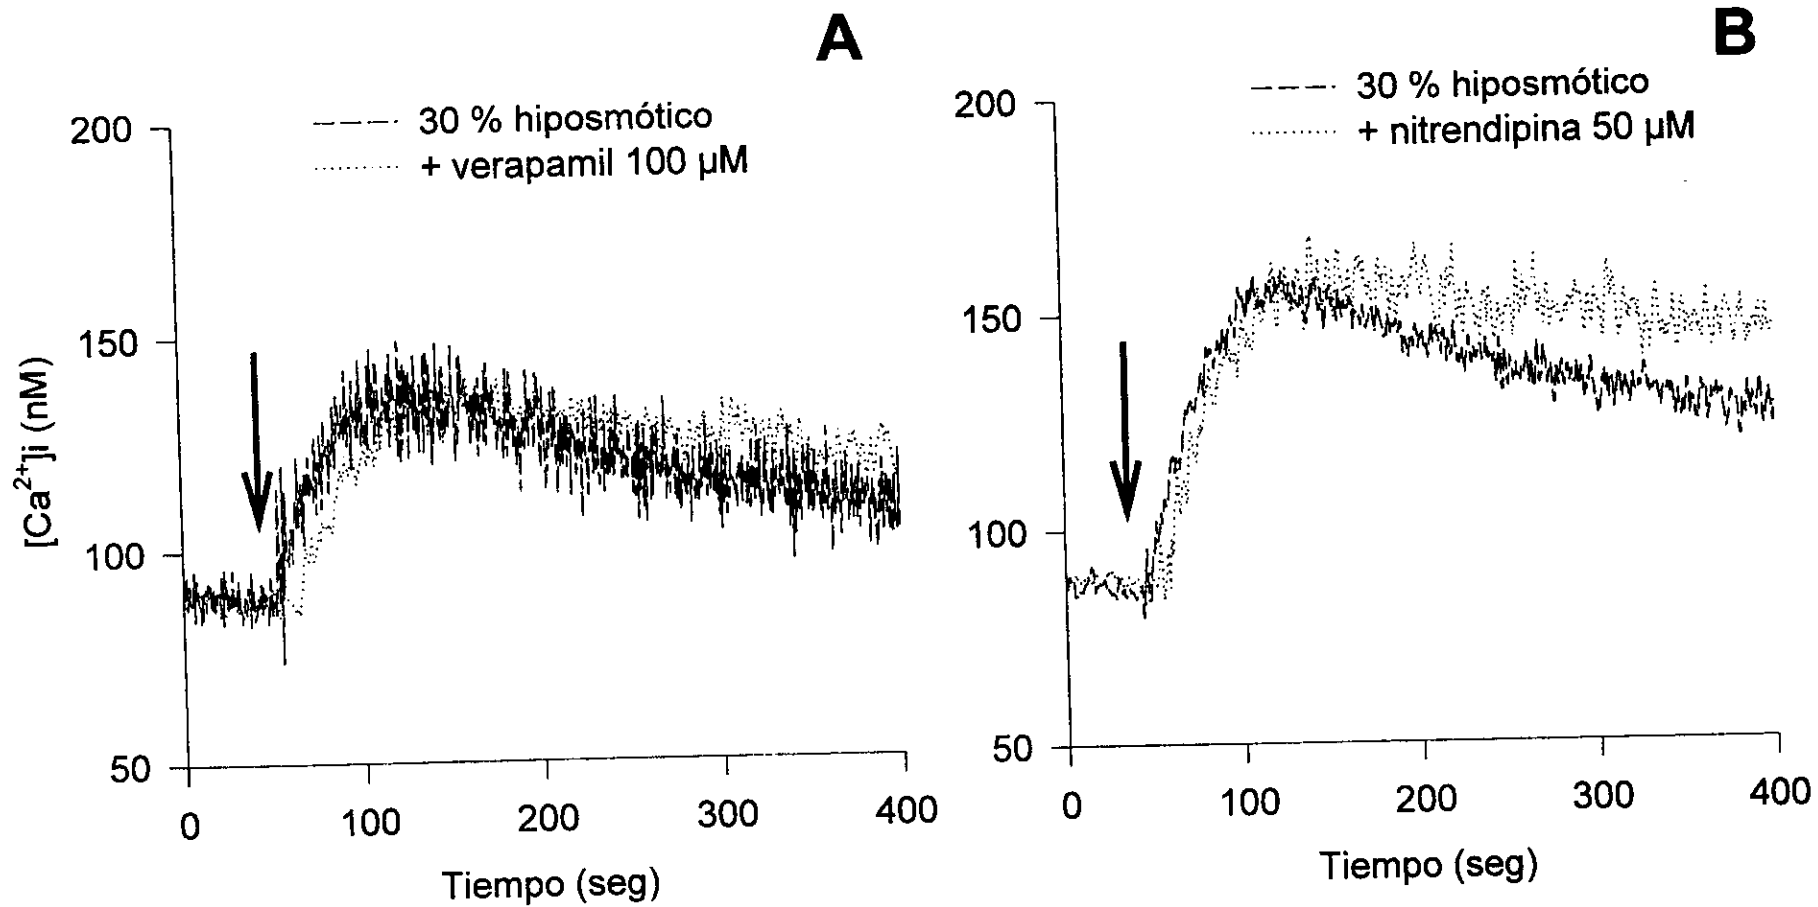 A
30 % hiposmótico
+ verapamil 100 µM
200
150
100
50
[Ca²⁺]i (nM)
0 100 200 300 400
Tiempo (seg)
B
30 % hiposmótico
+ nitrendipina 50 µM
200
150
100
50
0 100 200 300 400
Tiempo (seg)